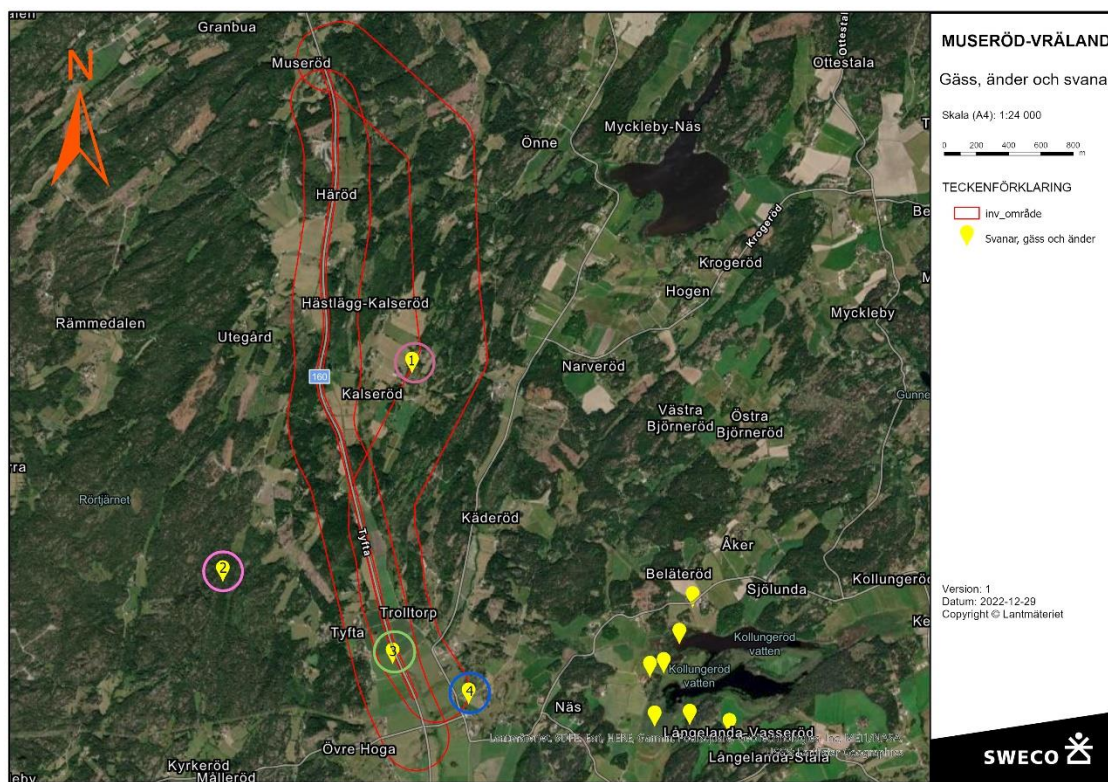 Granbua
Museröd
Ottestala
Ottestala
Myckleby-Näs
Önne
Häröd
Krogeröd
Krogeröd
Hogen
Hästlägg-Kalseröd
Myckleby
Rämmedalen
Utegård
1
Narveröd
160
Kalseröd
Västra
Björneröd
Östra
Björneröd
Rörtjärnet
Käderöd
Tyfta
Åker
2
Beläteröd
Sjölunda
Kollungeröd
Trolltorp
Tyfta
3
Kollungeröd
vatten
Kollungeröd
vatten
4
Näs
Långelanda-Vasseröd
Övre Hoga
Långelanda-Stala
Kyrkeröd
Målleröd
N
MUSERÖD-VRÄLAND
Gäss, änder och svana
Skala (A4): 1:24 000
0 200 400 600 800
m
TECKENFÖRKLARING
inv_område
Svanar, gäss och änder
Version: 1
Datum: 2022-12-29
Copyright © Lantmäteriet
SWECO